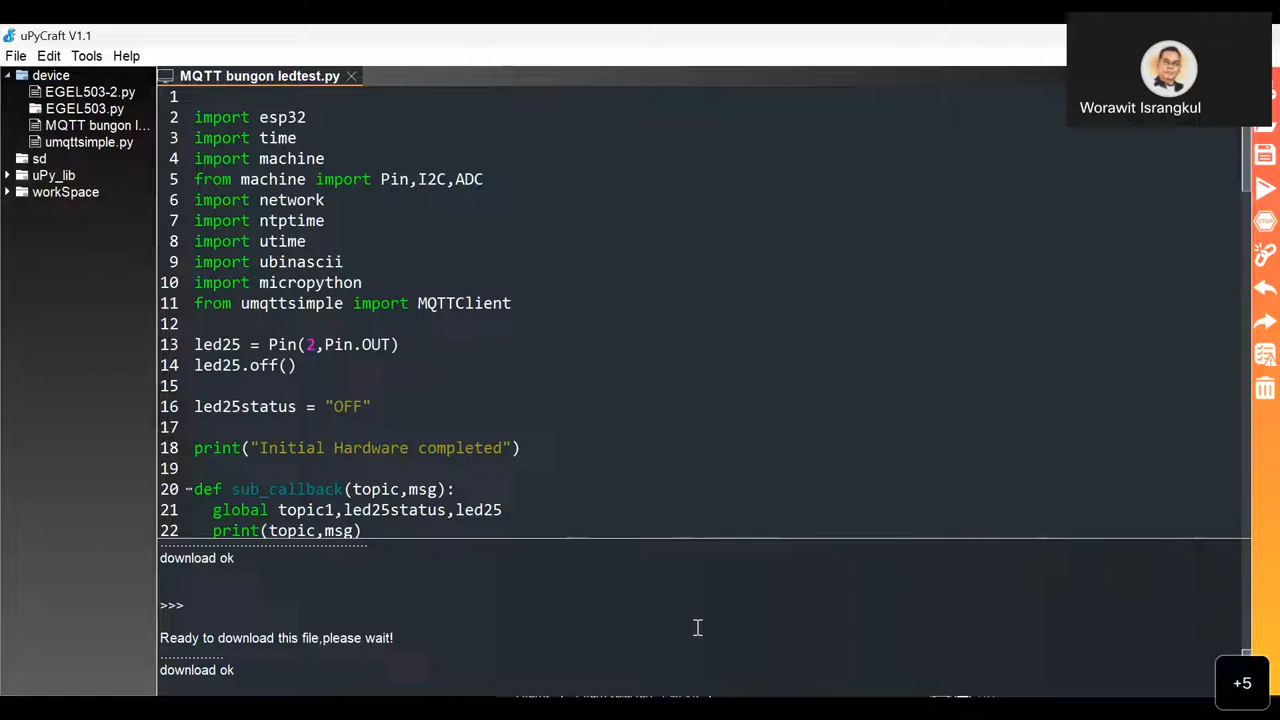 uPyCraft V1.1
File Edit Tools Help
Worawit Israngkul
device
EGEL503-2.py
EGEL503.py
MQTT bungon l...
umqttsimple.py
sd
uPy_lib
workSpace
MQTT bungon ledtest.py
1
2 import esp32
3 import time
4 import machine
5 from machine import Pin,I2C,ADC
6 import network
7 import ntptime
8 import utime
9 import ubinascii
10 import micropython
11 from umqttsimple import MQTTClient
12
13 led25 = Pin(2,Pin.OUT)
14 led25.off()
15
16 led25status = "OFF"
17
18 print("Initial Hardware completed")
19
20 def sub_callback(topic,msg):
21 global topic1,led25status,led25
22 print(topic,msg)
download ok
>>>
Ready to download this file,please wait!
...............
download ok
STOP
+5